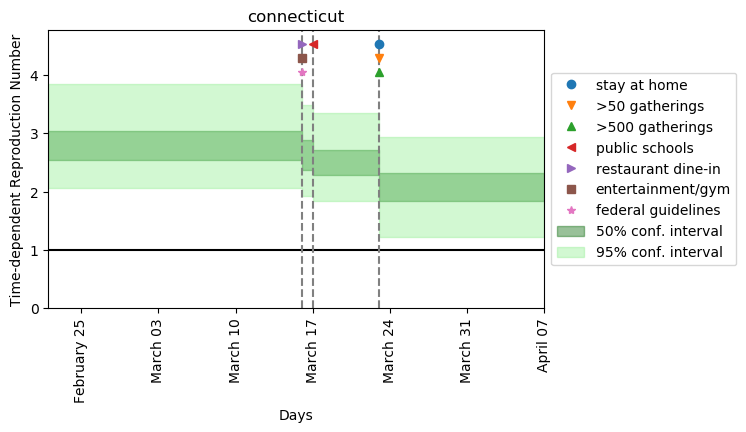 connecticut
Time-dependent Reproduction Number
4
3
2
1
0
February 25
March 03
March 10
March 17
March 24
March 31
April 07
Days
stay at home
>50 gatherings
>500 gatherings
public schools
restaurant dine-in
entertainment/gym
federal guidelines
50% conf. interval
95% conf. interval